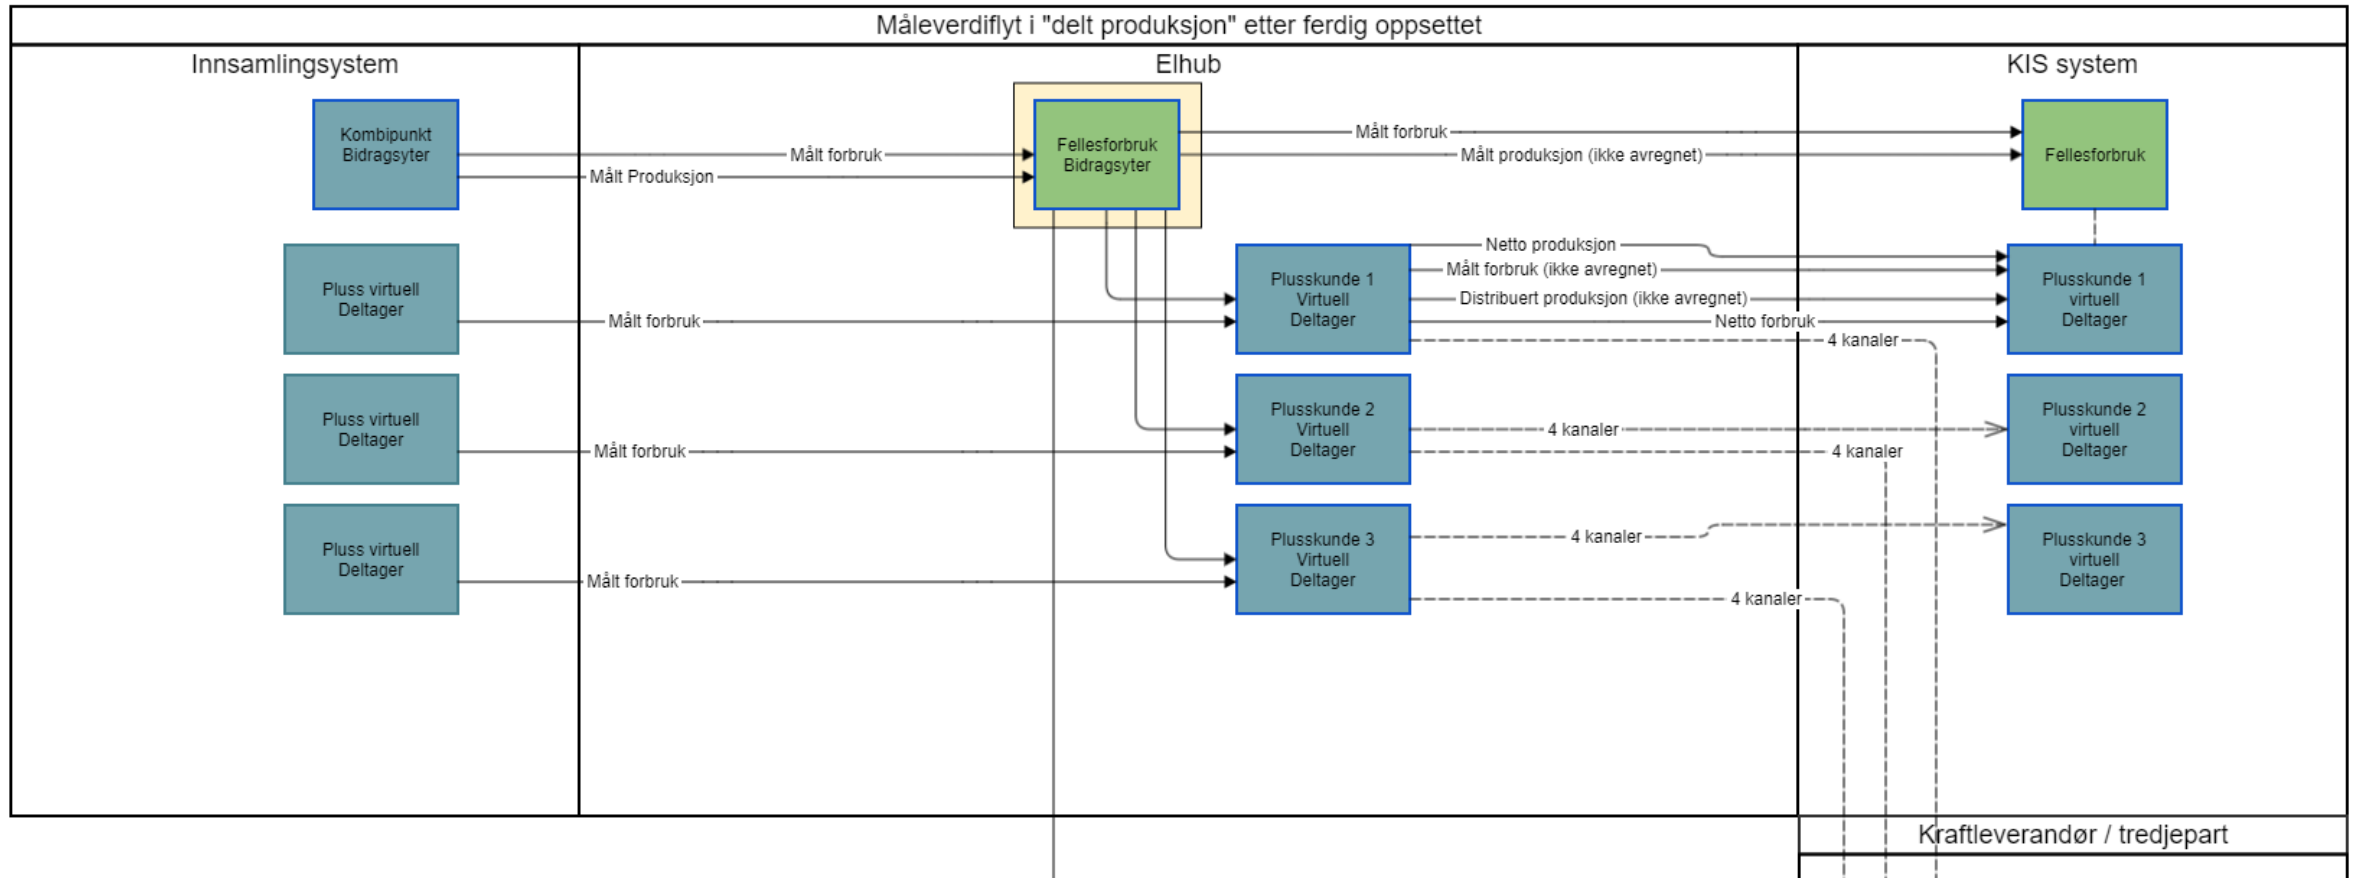 Måleverdiflyt i "delt produksjon" etter ferdig oppsettet
Innsamlingsystem
Elhub
KIS system
Kombipunkt
Bidragsyter
Målt forbruk
Målt Produksjon
Fellesforbruk
Bidragsyter
Målt forbruk
Målt produksjon (ikke avregnet)
Fellesforbruk
Pluss virtuell
Deltager
Målt forbruk
Plusskunde 1
Virtuell
Deltager
Netto produksjon
Målt forbruk (ikke avregnet)
Distribuert produksjon (ikke avregnet)
Netto forbruk
4 kanaler
Plusskunde 1
virtuell
Deltager
Pluss virtuell
Deltager
Målt forbruk
Plusskunde 2
Virtuell
Deltager
4 kanaler
4 kanaler
Plusskunde 2
virtuell
Deltager
Pluss virtuell
Deltager
Målt forbruk
Plusskunde 3
Virtuell
Deltager
4 kanaler
4 kanaler
Plusskunde 3
virtuell
Deltager
Kraftleverandør / tredjepart